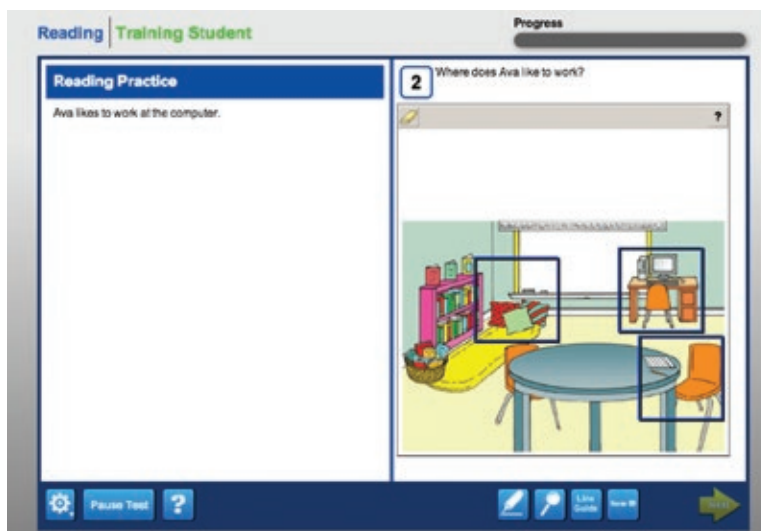 Reading Training Student
Progress
Reading Practice
Ava likes to work at the computer.
2
Where does Ava like to work?
?
Pause Test
?
Line
Guide